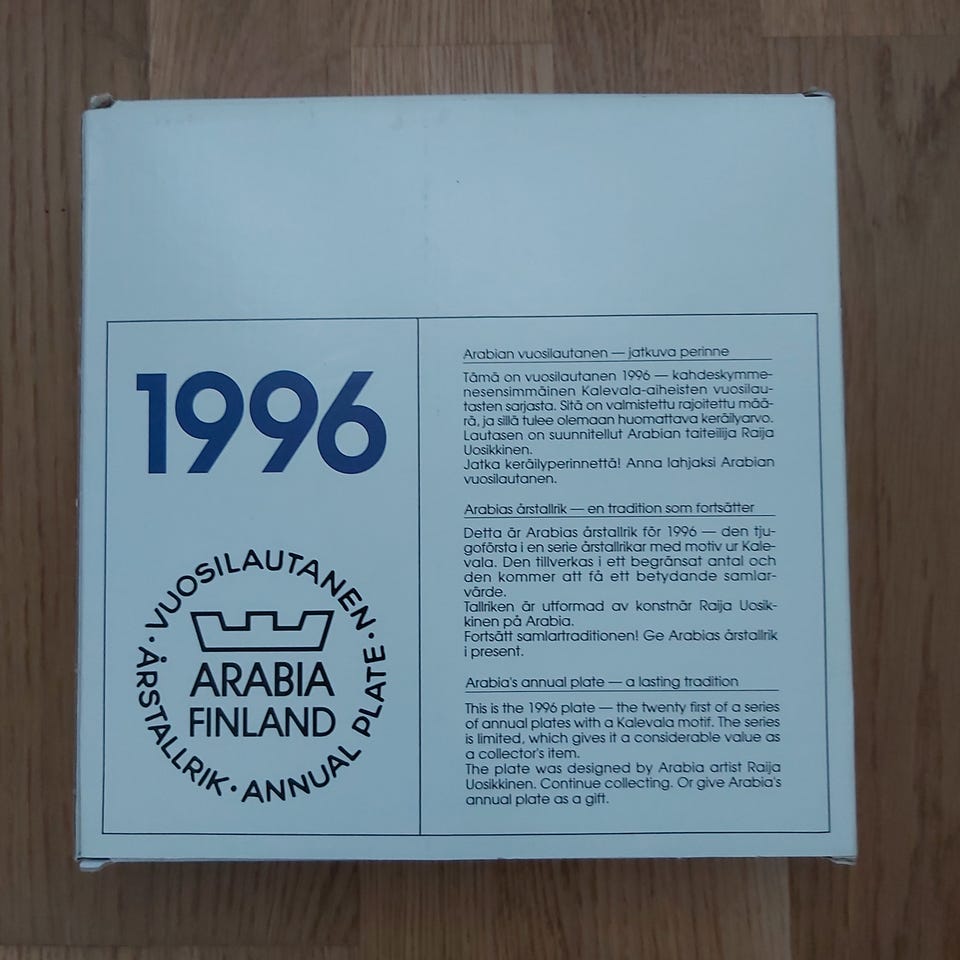 1996
VUOSILAUTANEN · ANNUAL PLATE · ÅRSTALLRIK ·
ARABIA
FINLAND
Arabian vuosilautanen — jatkuva perinne
Tämä on vuosilautanen 1996 — kahdeskymme-
nesensimmäinen Kalevala-aiheisten vuosilau-
tasten sarjasta. Sitä on valmistettu rajoitettu mää-
rä, ja sillä tulee olemaan huomattava keräilyarvo.
Lautasen on suunnitellut Arabian taiteilija Raija
Uosikkinen.
Jatka keräilyperinnettä! Anna lahjaksi Arabian
vuosilautanen.
Arabias årstallrik — en tradition som fortsätter
Detta är Arabias årstallrik för 1996 — den tju-
goförsta i en serie årstallrikar med motiv ur Kale-
vala. Den tillverkas i ett begränsat antal och
den kommer att få ett betydande samlar-
värde.
Tallriken är utformad av konstnär Raija Uosik-
kinen på Arabia.
Fortsätt samlartraditionen! Ge Arabias årstallrik
i present.
Arabia's annual plate — a lasting tradition
This is the 1996 plate — the twenty first of a series
of annual plates with a Kalevala motif. The series
is limited, which gives it a considerable value as
a collector's item.
The plate was designed by Arabia artist Raija
Uosikkinen. Continue collecting. Or give Arabia's
annual plate as a gift.